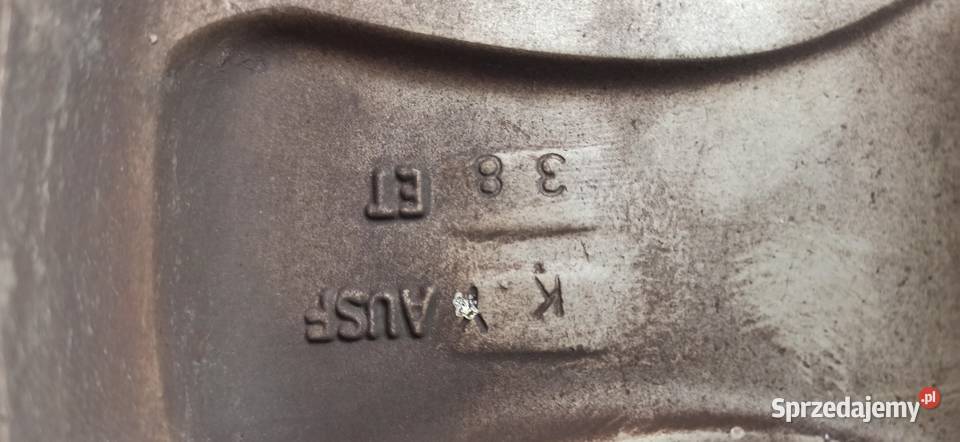 K. AUSF
38 ET
Sprzedajemy.pl